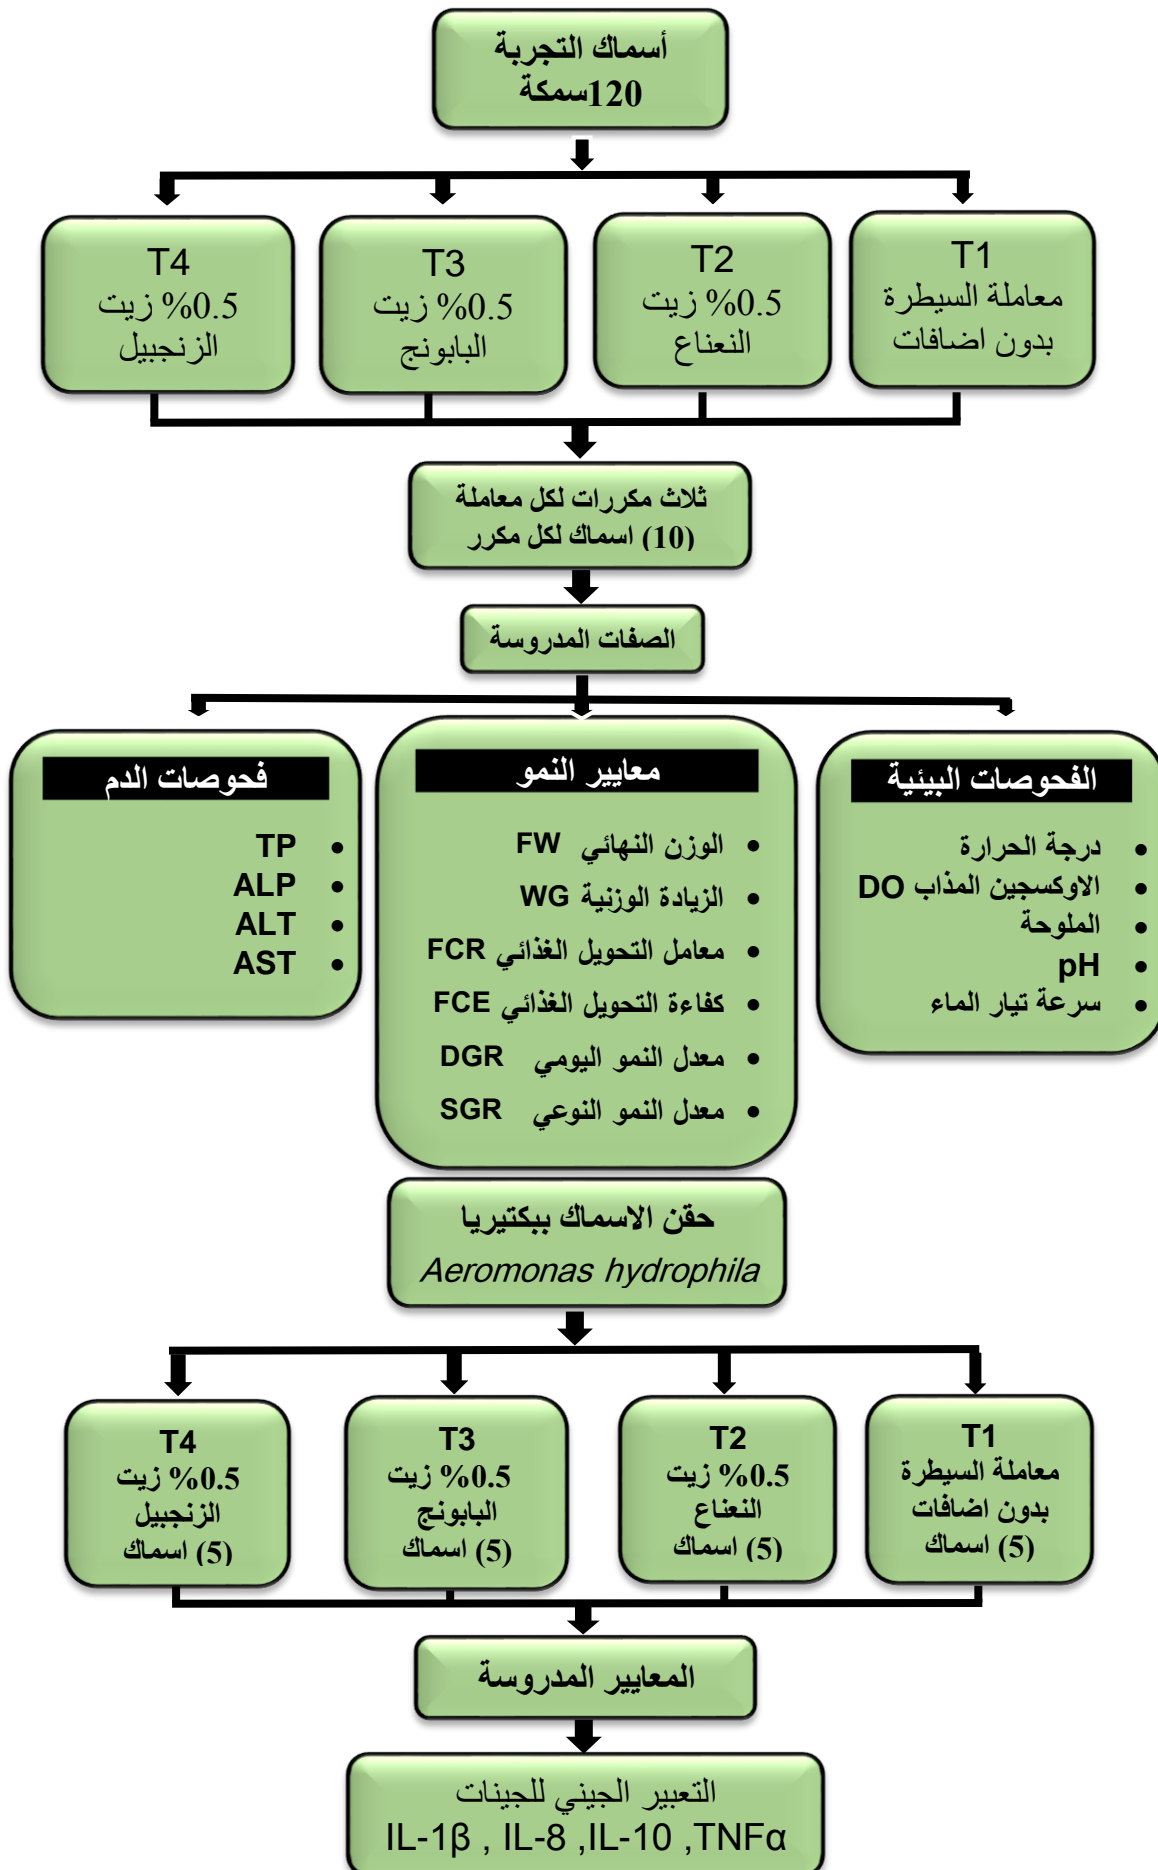 أسماك التجربة
120سمكة
T1
معاملة السيطرة
بدون اضافات
T2
0.5% زيت
النعناع
T3
0.5% زيت
البابونج
T4
0.5% زيت
الزنجبيل
ثلاث مكررات لكل معاملة
(10) اسماك لكل مكرر
الصفات المدروسة
الفحوصات البيئية
• درجة الحرارة
• الاوكسجين المذاب DO
• الملوحة
• pH
• سرعة تيار الماء
معايير النمو
• الوزن النهائي FW
• الزيادة الوزنية WG
• معامل التحويل الغذائي FCR
• كفاءة التحويل الغذائي FCE
• معدل النمو اليومي DGR
• معدل النمو النوعي SGR
فحوصات الدم
• TP
• ALP
• ALT
• AST
حقن الاسماك ببكتيريا
Aeromonas hydrophila
T1
معاملة السيطرة
بدون اضافات
(5) اسماك
T2
0.5% زيت
النعناع
(5) اسماك
T3
0.5% زيت
البابونج
(5) اسماك
T4
0.5% زيت
الزنجبيل
(5) اسماك
المعايير المدروسة
التعبير الجيني للجينات
IL-1β , IL-8 ,IL-10 ,TNFα